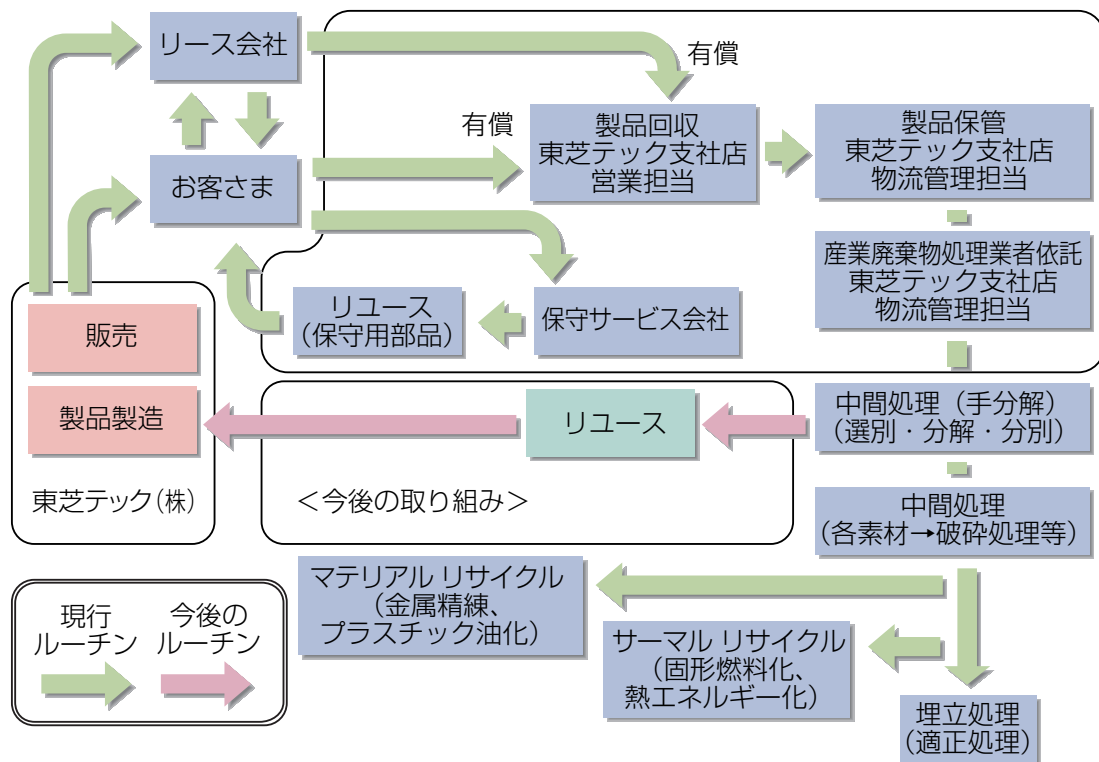 リース会社
有償
有償
製品回収
東芝テック支社店
営業担当
製品保管
東芝テック支社店
物流管理担当
お客さま
産業廃棄物処理業者依託
東芝テック支社店
物流管理担当
リユース
（保守用部品）
保守サービス会社
販売
製品製造
東芝テック（株）
リユース
＜今後の取り組み＞
中間処理（手分解）
（選別・分解・分別）
中間処理
（各素材→破砕処理等）
マテリアル リサイクル
（金属精練、
プラスチック油化）
サーマル リサイクル
（固形燃料化、
熱エネルギー化）
埋立処理
（適正処理）
現行
ルーチン
今後の
ルーチン